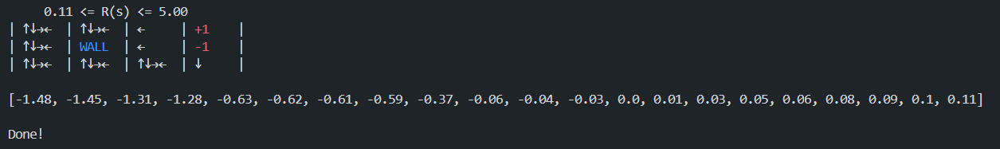 0.11 <= R(s) <= 5.00
| ↑↓→← | ↑↓→← | ← | +1 |
| ↑↓→← | WALL | ← | -1 |
| ↑↓→← | ↑↓→← | ↑↓→← | ↓ |
[-1.48, -1.45, -1.31, -1.28, -0.63, -0.62, -0.61, -0.59, -0.37, -0.06, -0.04, -0.03, 0.0, 0.01, 0.03, 0.05, 0.06, 0.08, 0.09, 0.1, 0.11]
Done!